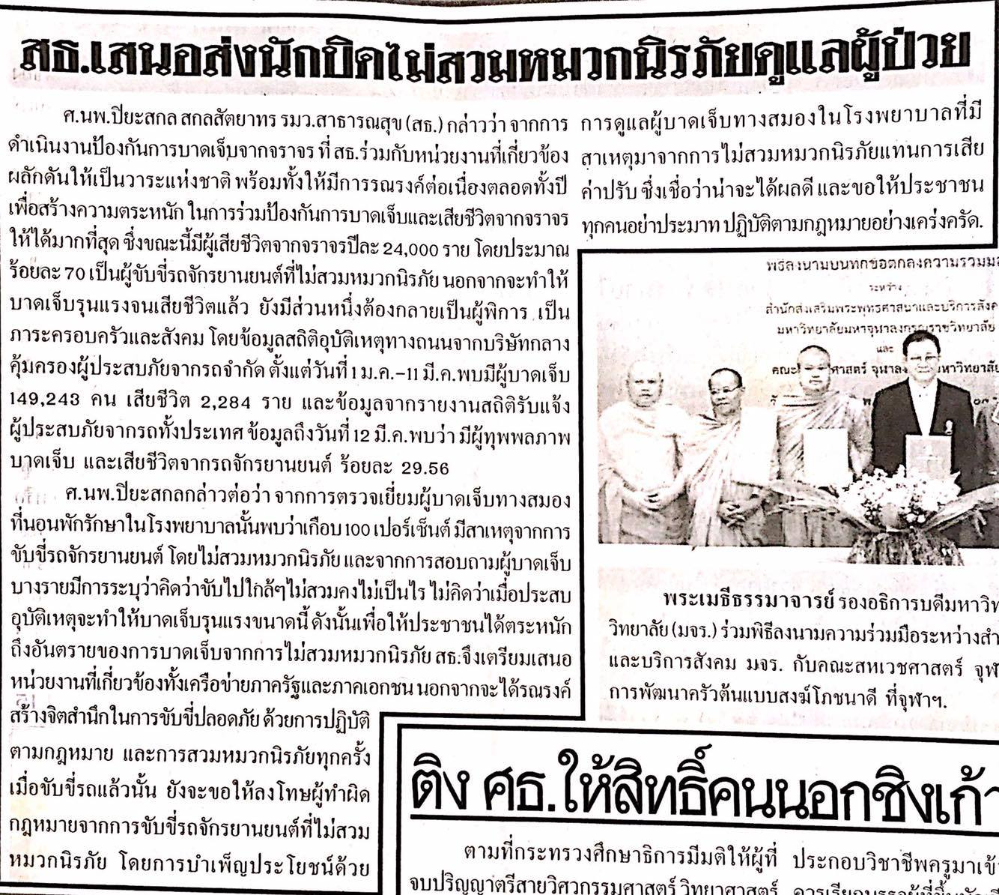 สธ.เสนอส่งนักบิดไม่สวมหมวกนิรภัยดูแลผู้ป่วย
ศ.นพ.ปิยะสกล สกลสัตยาทร รมว.สาธารณสุข (สธ.) กล่าวว่า จากการ
ดำเนินงานป้องกันการบาดเจ็บจากจราจร ที่ สธ.ร่วมกับหน่วยงานที่เกี่ยวข้อง
ผลักดันให้เป็นวาระแห่งชาติ พร้อมทั้งให้มีการรณรงค์ต่อเนื่องตลอดทั้งปี
เพื่อสร้างความตระหนัก ในการร่วมป้องกันการบาดเจ็บและเสียชีวิตจากจราจร
ให้ได้มากที่สุด ซึ่งขณะนี้มีผู้เสียชีวิตจากจราจรปีละ 24,000 ราย โดยประมาณ
ร้อยละ 70 เป็นผู้ขับขี่รถจักรยานยนต์ที่ไม่สวมหมวกนิรภัย นอกจากจะทำให้
บาดเจ็บรุนแรงจนเสียชีวิตแล้ว ยังมีส่วนหนึ่งต้องกลายเป็นผู้พิการ เป็น
ภาระครอบครัวและสังคม โดยข้อมูลสถิติอุบัติเหตุทางถนนจากบริษัทกลาง
คุ้มครองผู้ประสบภัยจากรถจำกัด ตั้งแต่วันที่ 1 ม.ค.-11 มี.ค.พบมีผู้บาดเจ็บ
149,243 คน เสียชีวิต 2,284 ราย และข้อมูลจากรายงานสถิติรับแจ้ง
ผู้ประสบภัยจากรถทั้งประเทศ ข้อมูลถึงวันที่ 12 มี.ค.พบว่า มีผู้ทุพพลภาพ
บาดเจ็บ และเสียชีวิตจากรถจักรยานยนต์ ร้อยละ 29.56
ศ.นพ.ปิยะสกลกล่าวต่อว่า จากการตรวจเยี่ยมผู้บาดเจ็บทางสมอง
ที่นอนพักรักษาในโรงพยาบาลนั้นพบว่าเกือบ 100 เปอร์เซ็นต์ มีสาเหตุจากการ
ขับขี่รถจักรยานยนต์ โดยไม่สวมหมวกนิรภัย และจากการสอบถามผู้บาดเจ็บ
บางรายมีการระบุว่าคิดว่าขับไปใกล้ๆไม่สวมคงไม่เป็นไร ไม่คิดว่าเมื่อประสบ
อุบัติเหตุจะทำให้บาดเจ็บรุนแรงขนาดนี้ ดังนั้นเพื่อให้ประชาชนได้ตระหนัก
ถึงอันตรายของการบาดเจ็บจากการไม่สวมหมวกนิรภัย สธ.จึงเตรียมเสนอ
หน่วยงานที่เกี่ยวข้องทั้งเครือข่ายภาครัฐและภาคเอกชน นอกจากจะได้รณรงค์
สร้างจิตสำนึกในการขับขี่ปลอดภัย ด้วยการปฏิบัติ
ตามกฎหมาย และการสวมหมวกนิรภัยทุกครั้ง
เมื่อขับขี่รถแล้วนั้น ยังจะขอให้ลงโทษผู้ทำผิด
กฎหมายจากการขับขี่รถจักรยานยนต์ที่ไม่สวม
หมวกนิรภัย โดยการบำเพ็ญประโยชน์ด้วย
การดูแลผู้บาดเจ็บทางสมองในโรงพยาบาลที่มี
สาเหตุมาจากการไม่สวมหมวกนิรภัยแทนการเสีย
ค่าปรับ ซึ่งเชื่อว่าน่าจะได้ผลดี และขอให้ประชาชน
ทุกคนอย่าประมาท ปฏิบัติตามกฎหมายอย่างเคร่งครัด.
พิธีลงนามบันทึกข้อตกลงความร่วมม
ระหว่าง
สำนักส่งเสริมพระพุทธศาสนาและบริการสังค
มหาวิทยาลัยมหาจุฬาลงกรณราชวิทยาลัย
และ
คณะ ศาสตร์ จุฬาลง หาวิทยาลัย
พระเมธีธรรมาจารย์ รองอธิการบดีมหาวิท
วิทยาลัย (มจร.) ร่วมพิธีลงนามความร่วมมือระหว่างสำ
และบริการสังคม มจร. กับคณะสหเวชศาสตร์ จุฬ
การพัฒนาครัวต้นแบบสงฆ์โภชนาดี ที่จุฬาฯ.
ติง ศธ.ให้สิทธิ์คนนอกชิงเก้า
ตามที่กระทรวงศึกษาธิการมีมติให้ผู้ที่
จบปริญญาตรีสายวิศวกรรมศาสตร์ วิทยาศาสตร์
ประกอบวิชาชีพครูมาเข้า